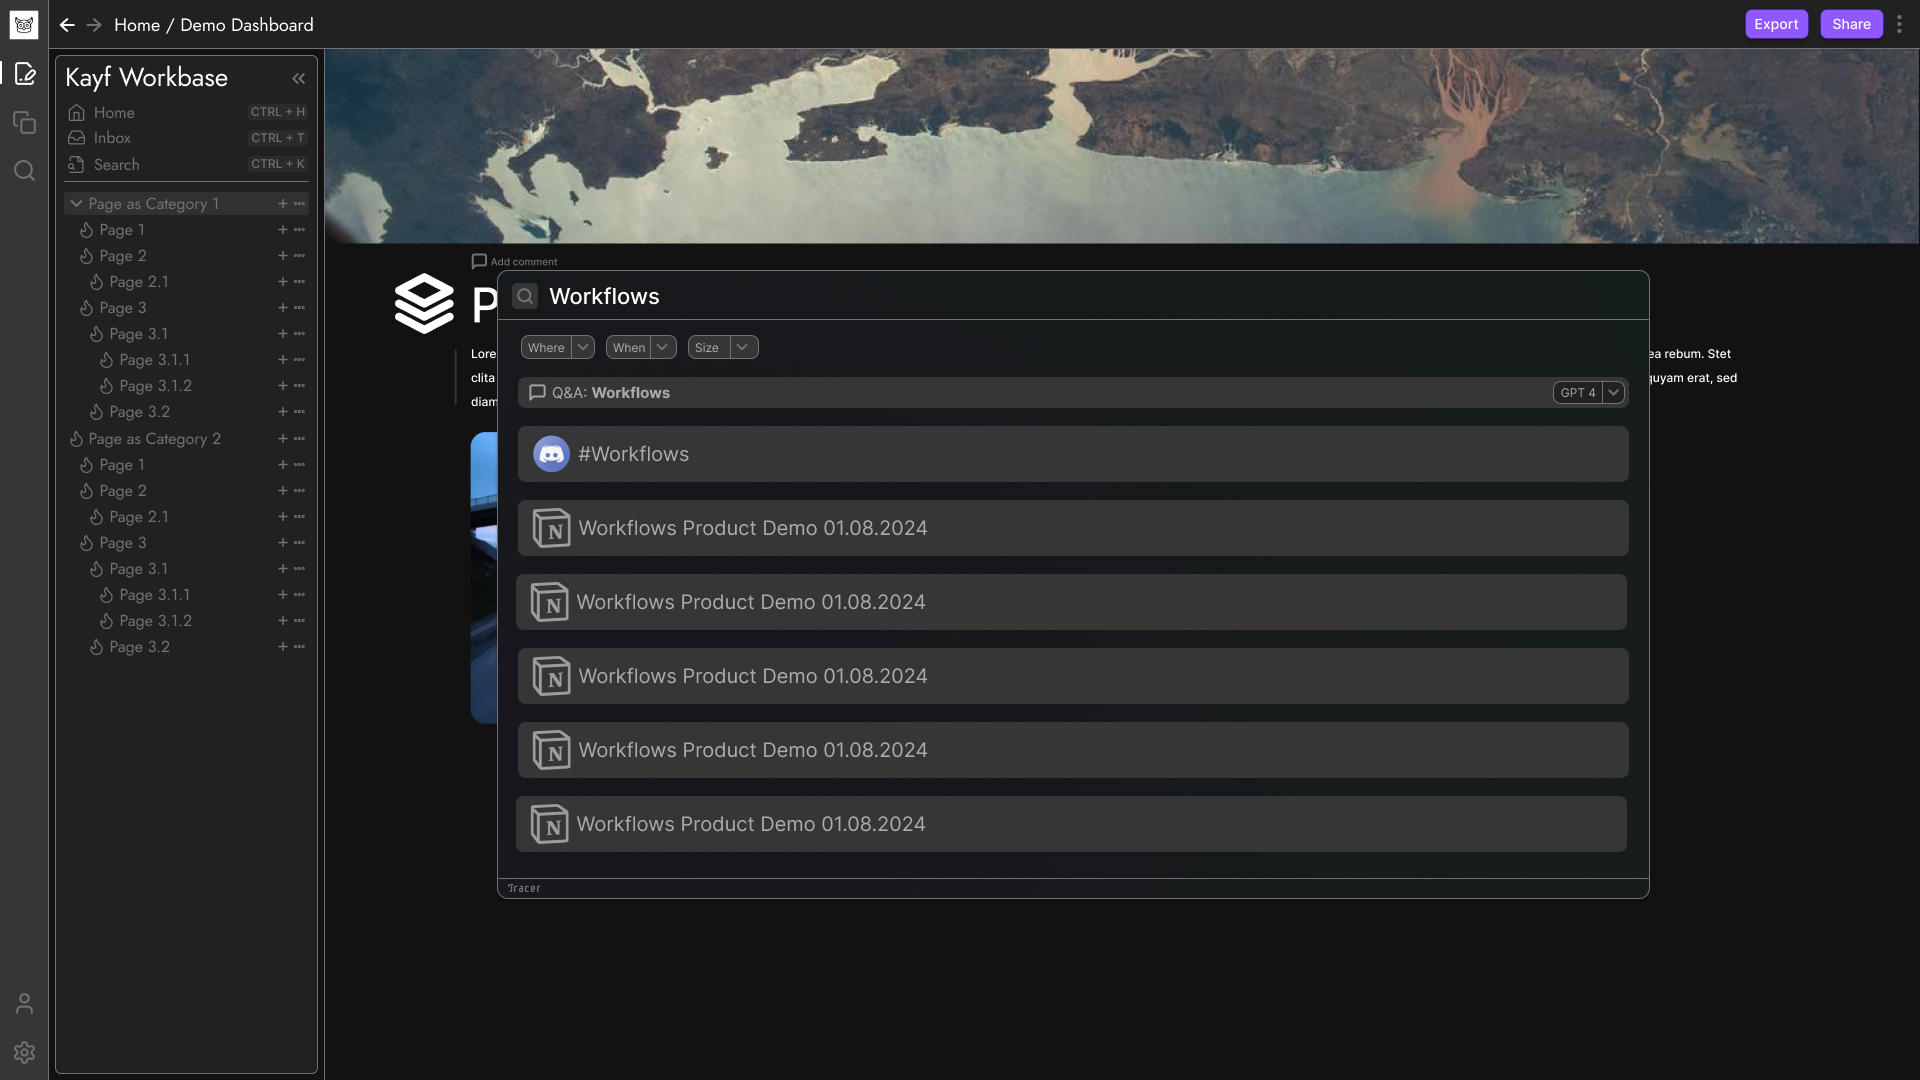 Home / Demo Dashboard
Export
Share
Kayf Workbase
Home CTRL + H
Inbox CTRL + T
Search CTRL + K
Page as Category 1
Page 1
Page 2
Page 2.1
Page 3
Page 3.1
Page 3.1.1
Page 3.1.2
Page 3.2
Page as Category 2
Page 1
Page 2
Page 2.1
Page 3
Page 3.1
Page 3.1.1
Page 3.1.2
Page 3.2
Add comment
P
Lore
clita
diam
ea rebum. Stet
quyam erat, sed
Workflows
Where
When
Size
Q&A: Workflows
GPT 4
#Workflows
N Workflows Product Demo 01.08.2024
N Workflows Product Demo 01.08.2024
N Workflows Product Demo 01.08.2024
N Workflows Product Demo 01.08.2024
N Workflows Product Demo 01.08.2024
Tracer